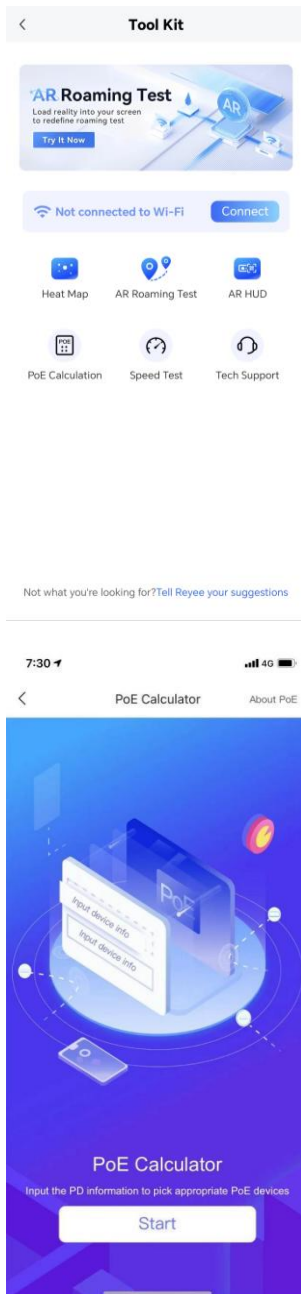 Tool Kit
AR Roaming Test
Load reality into your screen
to redefine roaming test
Try It Now
AR
Not connected to Wi-Fi
Connect
Heat Map
AR Roaming Test
AR HUD
POE
PoE Calculation
Speed Test
Tech Support
Not what you're looking for?Tell Reyee your suggestions
7:30
4G
PoE Calculator
About PoE
PoE
Input device info
Input device info
PoE Calculator
Input the PD information to pick appropriate PoE devices
Start